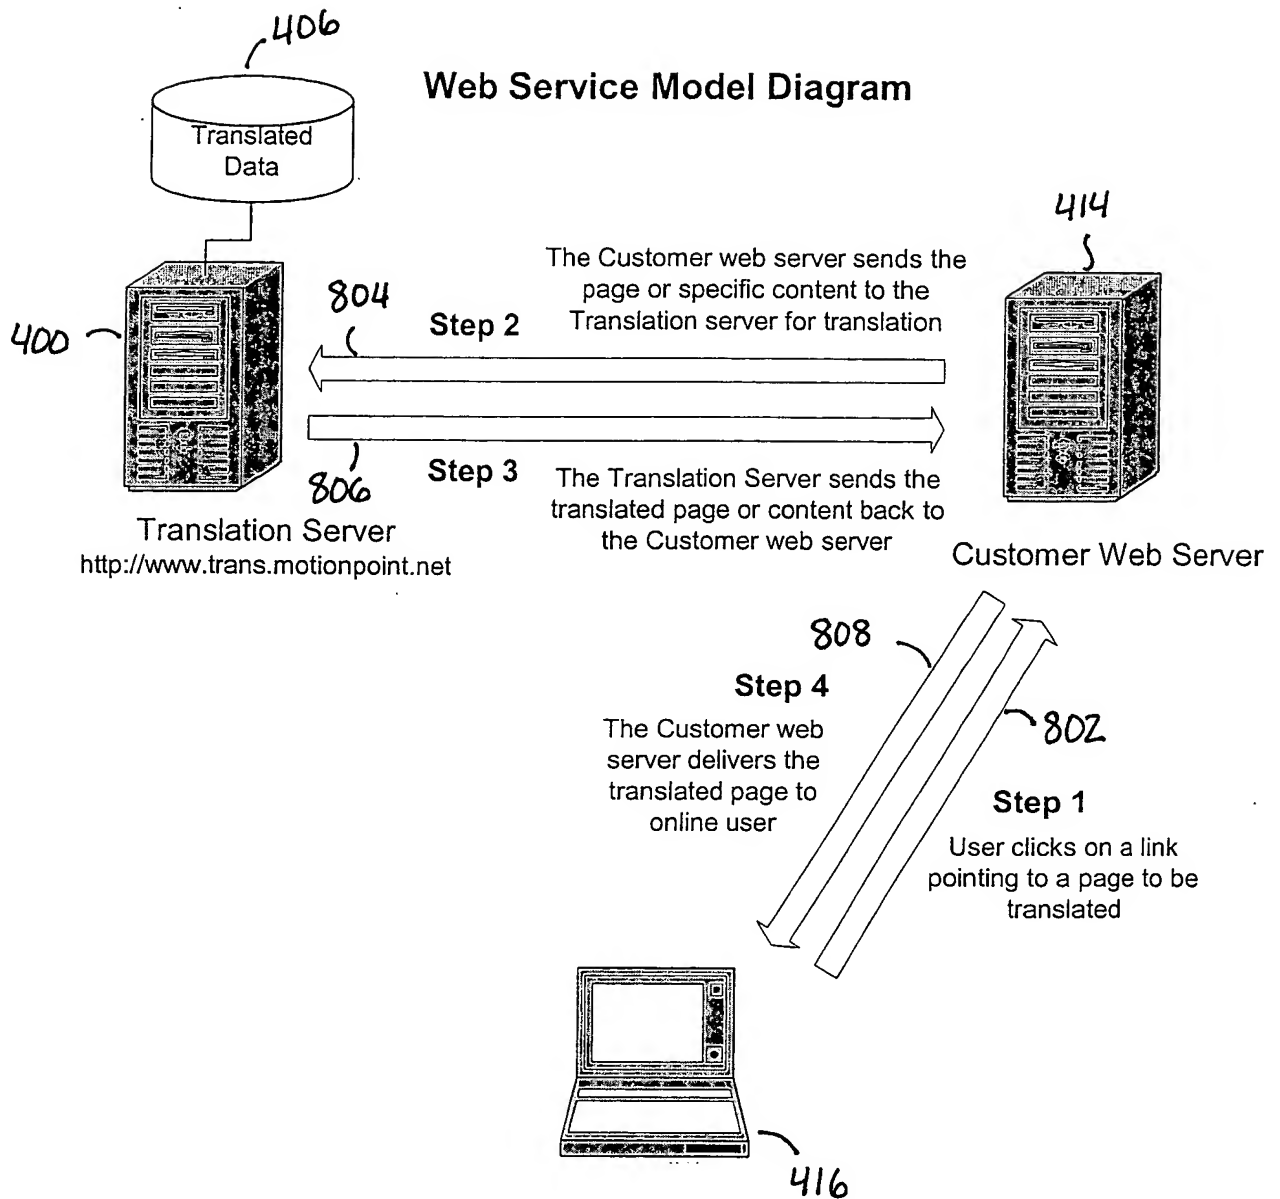 406
Web Service Model Diagram
Translated
Data
414
The Customer web server sends the
page or specific content to the
Translation server for translation
804
Step 2
400
806
Step 3
The Translation Server sends the
translated page or content back to
the Customer web server
Translation Server
http://www.trans.motionpoint.net
Customer Web Server
808
Step 4
The Customer web
server delivers the
translated page to
online user
802
Step 1
User clicks on a link
pointing to a page to be
translated
416